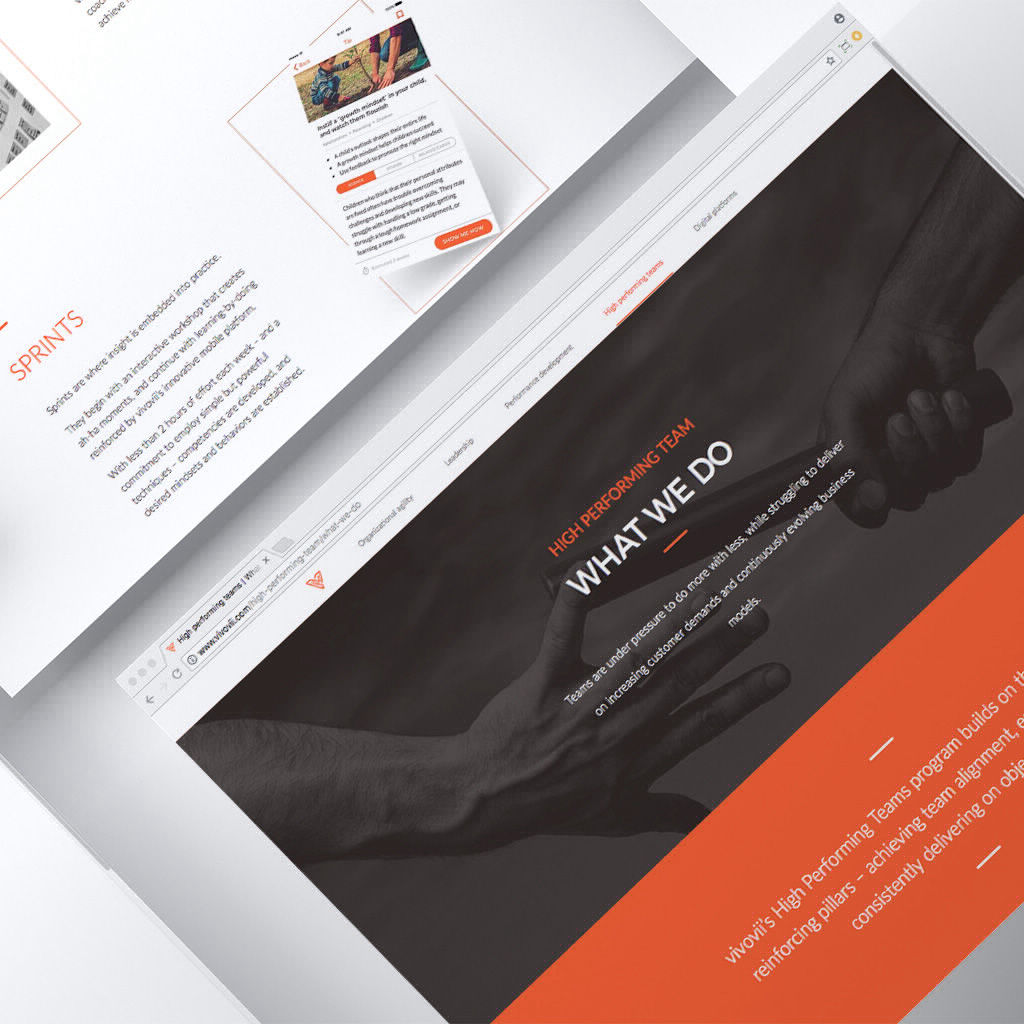 achieve
Back
Tip
Instill a "growth mindset" in your child,
and watch them flourish
• A child's outlook shapes their entire life
• A growth mindset helps children succeed
• Use feedback to promote the right mindset
RELATED CARDS
Children who think that their personal attributes
are fixed often have trouble overcoming
challenges and developing new skills. They may
struggle with handling a low grade, getting
through a tough homework assignment, or
learning a new skill.
SHOW ME HOW
SPRINTS
Sprints are where insight is embedded into practice.
They begin with an interactive workshop that creates
ah-ha moments, and continue with learning-by-doing
reinforced by vivovii's innovative mobile platform.
With less than 2 hours of effort each week – and a
commitment to employ simple but powerful
techniques – competencies are developed, and
desired mindsets and behaviors are established.
High performing teams | Wha
www.vivovii.com/high-performing-team/what-we-do
Organizational agility
Leadership
Performance development
High performing teams
Digital platforms
HIGH PERFORMING TEAM
WHAT WE DO
Teams are under pressure to do more with less, while struggling to deliver
on increasing customer demands and continuously evolving business
models.
vivovii's High Performing Teams program builds on th
reinforcing pillars – achieving team alignment, e
consistently delivering on obje